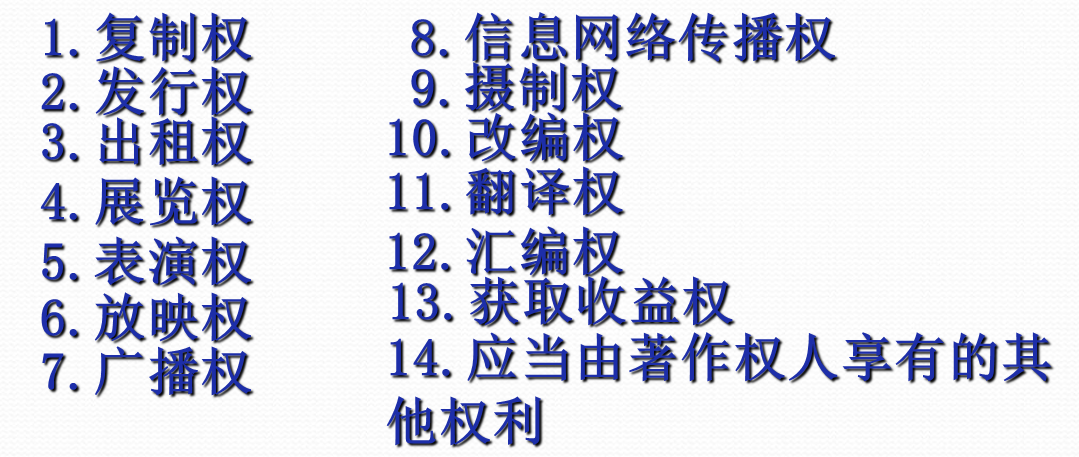 1.复制权
2.发行权
3.出租权
4.展览权
5.表演权
6.放映权
7.广播权
8.信息网络传播权
9.摄制权
10.改编权
11.翻译权
12.汇编权
13.获取收益权
14.应当由著作权人享有的其
他权利